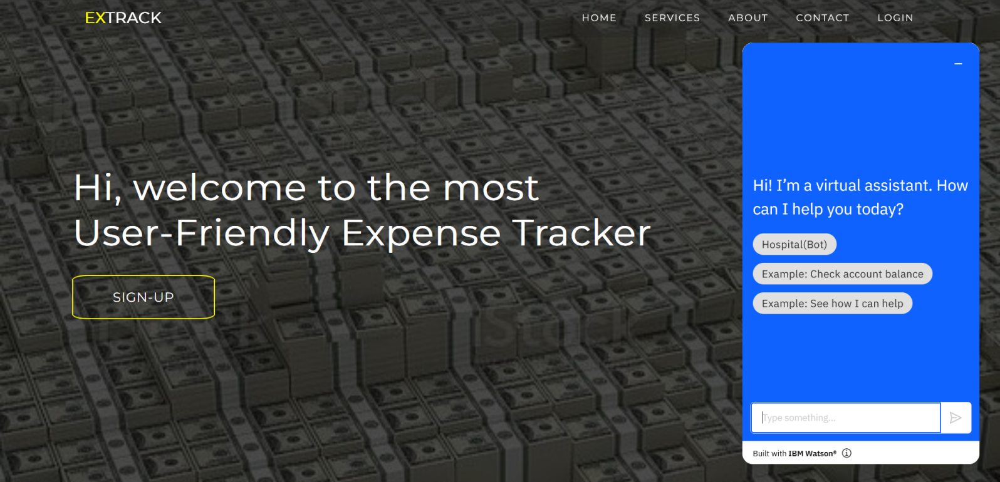 EXTRACK
HOME SERVICES ABOUT CONTACT LOGIN
Hi, welcome to the most
User-Friendly Expense Tracker
SIGN-UP
Hi! I’m a virtual assistant. How
can I help you today?
Hospital(Bot)
Example: Check account balance
Example: See how I can help
Type something...
Built with IBM Watson®
iStock